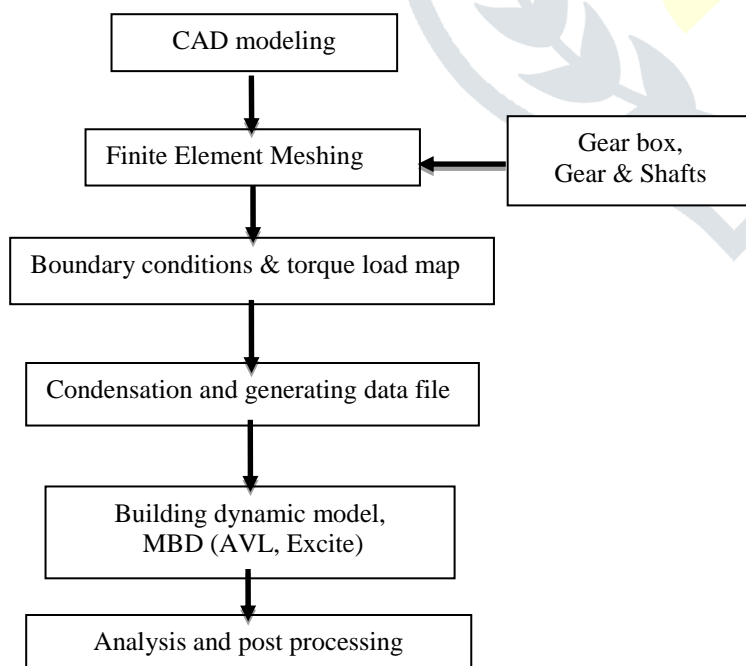 CAD modeling
Finite Element Meshing
Gear box,
Gear & Shafts
Boundary conditions & torque load map
Condensation and generating data file
Building dynamic model,
MBD (AVL, Excite)
Analysis and post processing